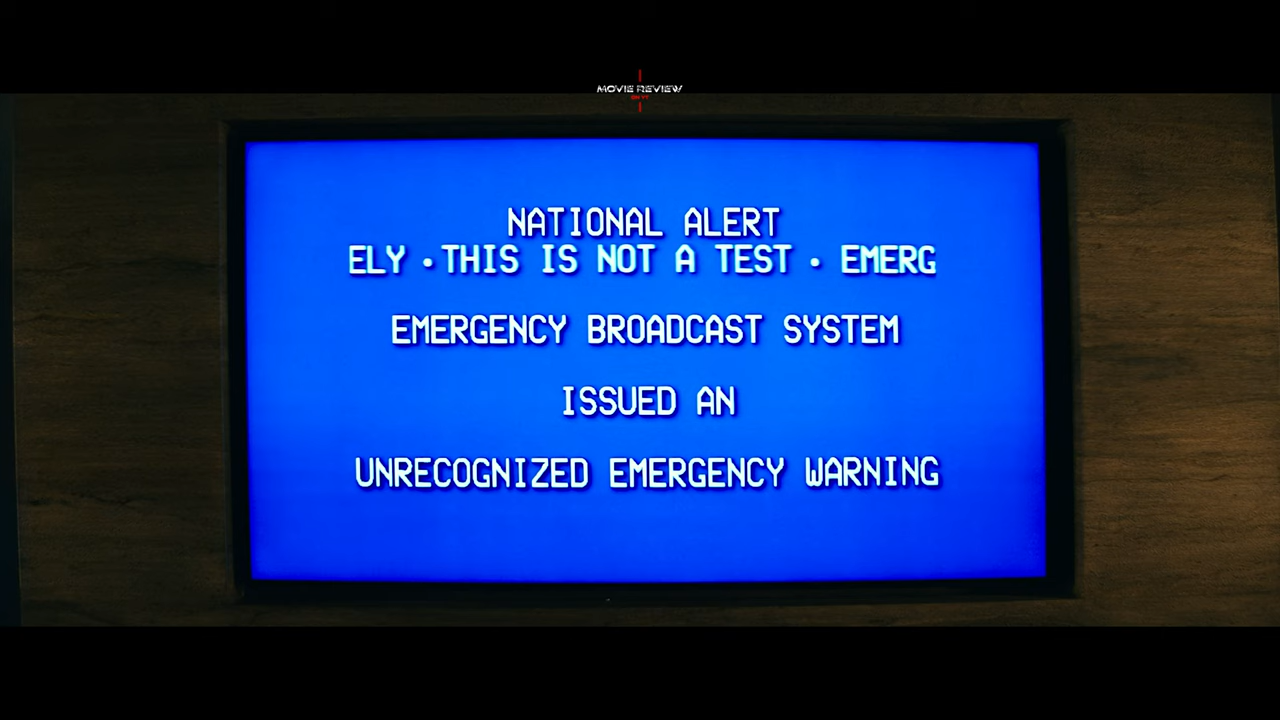 MOVIE REVIEW
NATIONAL ALERT
ELY • THIS IS NOT A TEST • EMERG
EMERGENCY BROADCAST SYSTEM
ISSUED AN
UNRECOGNIZED EMERGENCY WARNING